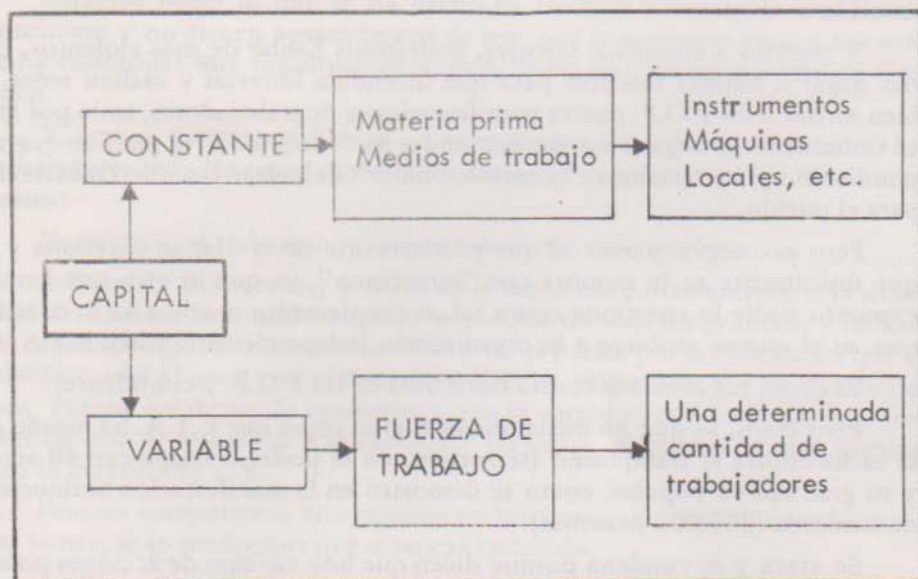 CONSTANTE
Materia prima
Medios de trabajo
Instrumentos
Máquinas
Locales, etc.
CAPITAL
VARIABLE
FUERZA DE
TRABAJO
Una determinada
cantidad de
trabajadores